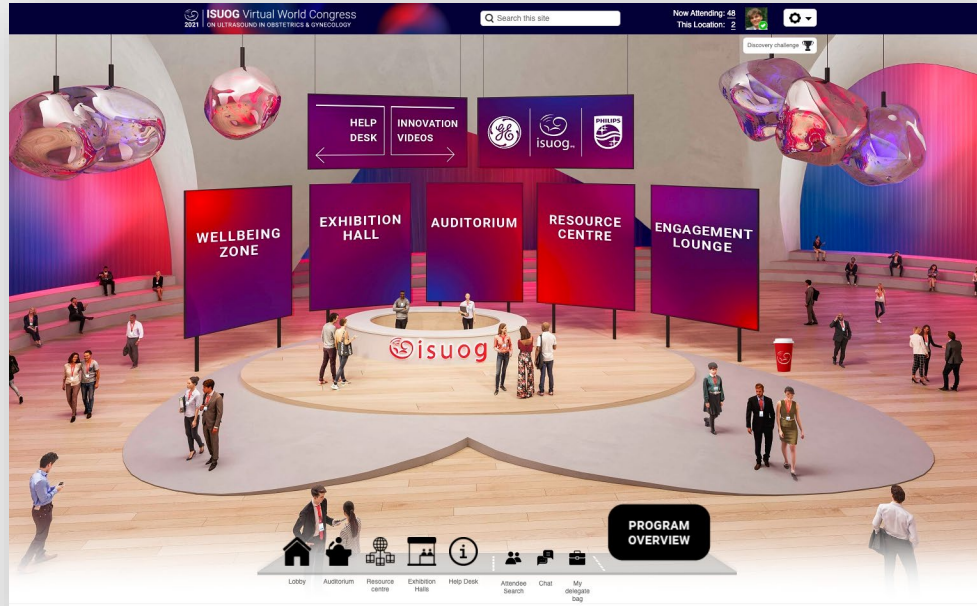 ISUOG Virtual World Congress
2021 ON ULTRASOUND IN OBSTETRICS & GYNECOLOGY
Search this site
Now Attending: 48
This Location: 2
Discovery challenge
HELP
DESK
INNOVATION
VIDEOS
GE
isuog
PHILIPS
WELLBEING
ZONE
EXHIBITION
HALL
AUDITORIUM
RESOURCE
CENTRE
ENGAGEMENT
LOUNGE
isuog
PROGRAM
OVERVIEW
Lobby
Auditorium
Resource
centre
Exhibition
Halls
Help Desk
Attendee
Search
Chat
My
delegate
bag